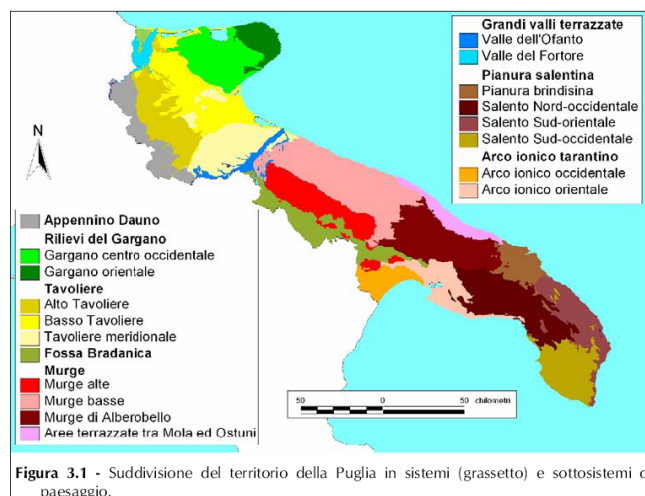 Grandi valli terrazzate
Valle dell'Ofanto
Valle del Fortore
Pianura salentina
Pianura brindisina
Salento Nord-occidentale
Salento Sud-orientale
Salento Sud-occidentale
Arco ionico tarantino
Arco ionico occidentale
Arco ionico orientale
N
Appennino Dauno
Rilievi del Gargano
Gargano centro occidentale
Gargano orientale
Tavoliere
Alto Tavoliere
Basso Tavoliere
Tavoliere meridionale
Fossa Bradanica
Murge
Murge alte
Murge basse
Murge di Alberobello
Aree terrazzate tra Mola ed Ostuni
50 0 50 chilometri
Figura 3.1 - Suddivisione del territorio della Puglia in sistemi (grassetto) e sottosistemi
paesaggio.